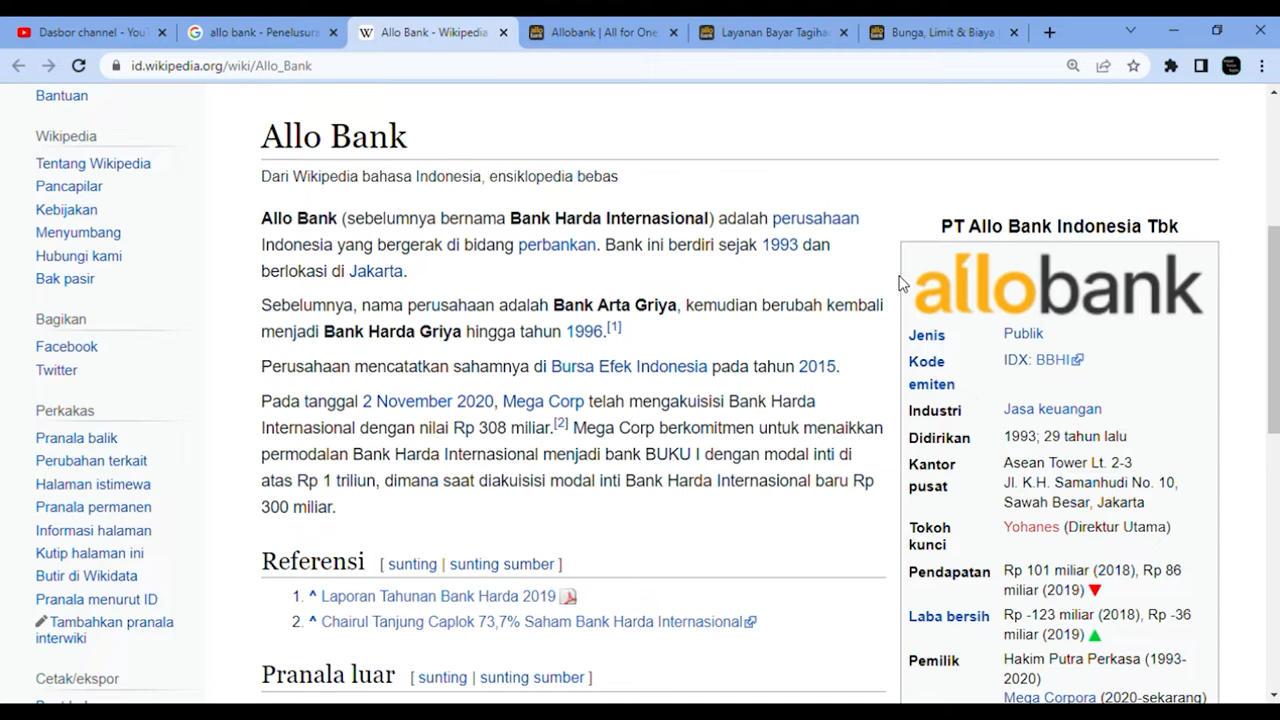 Dasbor channel - You
allo bank - Penelusura
Allo Bank - Wikipedia
Allobank | All for One
Layanan Bayar Tagiha
Bunga, Limit & Biaya
id.wikipedia.org/wiki/Allo_Bank
Bantuan
Wikipedia
Tentang Wikipedia
Pancapilar
Kebijakan
Menyumbang
Hubungi kami
Bak pasir
Bagikan
Facebook
Twitter
Perkakas
Pranala balik
Perubahan terkait
Halaman istimewa
Pranala permanen
Informasi halaman
Kutip halaman ini
Butir di Wikidata
Pranala menurut ID
Tambahkan pranala
interwiki
Cetak/ekspor
Allo Bank
Dari Wikipedia bahasa Indonesia, ensiklopedia bebas
Allo Bank (sebelumnya bernama Bank Harda Internasional) adalah perusahaan
Indonesia yang bergerak di bidang perbankan. Bank ini berdiri sejak 1993 dan
berlokasi di Jakarta.
Sebelumnya, nama perusahaan adalah Bank Arta Griya, kemudian berubah kembali
menjadi Bank Harda Griya hingga tahun 1996.[1]
Perusahaan mencatatkan sahamnya di Bursa Efek Indonesia pada tahun 2015.
Pada tanggal 2 November 2020, Mega Corp telah mengakuisisi Bank Harda
Internasional dengan nilai Rp 308 miliar.[2] Mega Corp berkomitmen untuk menaikkan
permodalan Bank Harda Internasional menjadi bank BUKU I dengan modal inti di
atas Rp 1 triliun, dimana saat diakuisisi modal inti Bank Harda Internasional baru Rp
300 miliar.
Referensi [ sunting | sunting sumber ]
1. ^ Laporan Tahunan Bank Harda 2019
2. ^ Chairul Tanjung Caplok 73,7% Saham Bank Harda Internasional
Pranala luar [ sunting | sunting sumber ]
PT Allo Bank Indonesia Tbk
allobank
Jenis Publik
Kode IDX: BBHI
emiten
Industri Jasa keuangan
Didirikan 1993; 29 tahun lalu
Kantor Asean Tower Lt. 2-3
pusat Jl. K.H. Samanhudi No. 10,
Sawah Besar, Jakarta
Tokoh Yohanes (Direktur Utama)
kunci
Pendapatan Rp 101 miliar (2018), Rp 86
miliar (2019)
Laba bersih Rp -123 miliar (2018), Rp -36
miliar (2019)
Pemilik Hakim Putra Perkasa (1993-
2020)
Mega Corpora (2020-sekarang)